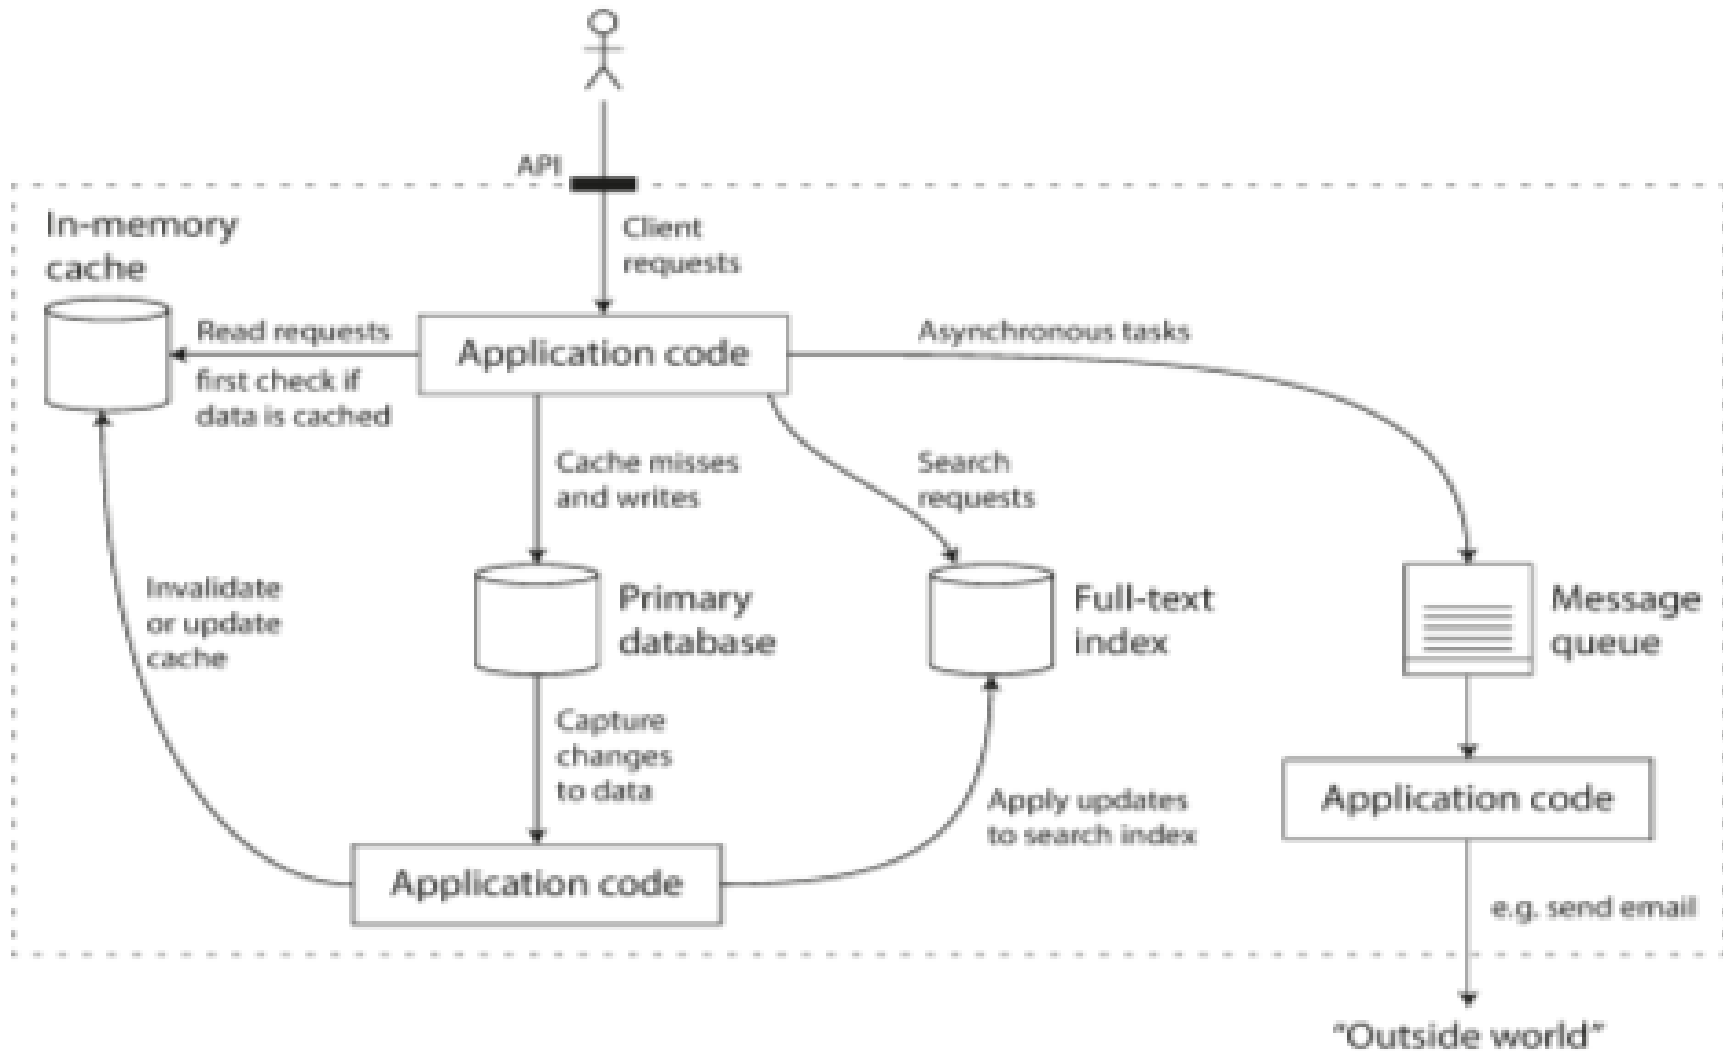 API
In-memory
cache
Client
requests
Read requests
first check if
data is cached
Application code
Asynchronous tasks
Cache misses
and writes
Search
requests
Invalidate
or update
cache
Primary
database
Full-text
index
Message
queue
Capture
changes
to data
Apply updates
to search index
Application code
Application code
e.g. send email
"Outside world"